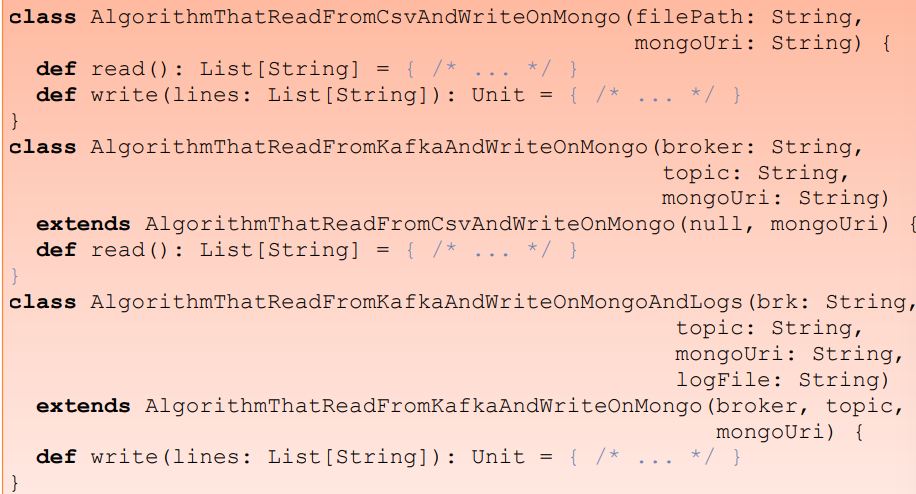 class AlgorithmThatReadFromCsvAndWriteOnMongo(filePath: String,
mongoUri: String) {
def read(): List[String] = { /* ... */ }
def write(lines: List[String]): Unit = { /* ... */ }
}
class AlgorithmThatReadFromKafkaAndWriteOnMongo(broker: String,
topic: String,
mongoUri: String)
extends AlgorithmThatReadFromCsvAndWriteOnMongo(null, mongoUri) {
def read(): List[String] = { /* ... */ }
}
class AlgorithmThatReadFromKafkaAndWriteOnMongoAndLogs(brk: String,
topic: String,
mongoUri: String,
logFile: String)
extends AlgorithmThatReadFromKafkaAndWriteOnMongo(broker, topic,
mongoUri) {
def write(lines: List[String]): Unit = { /* ... */ }
}